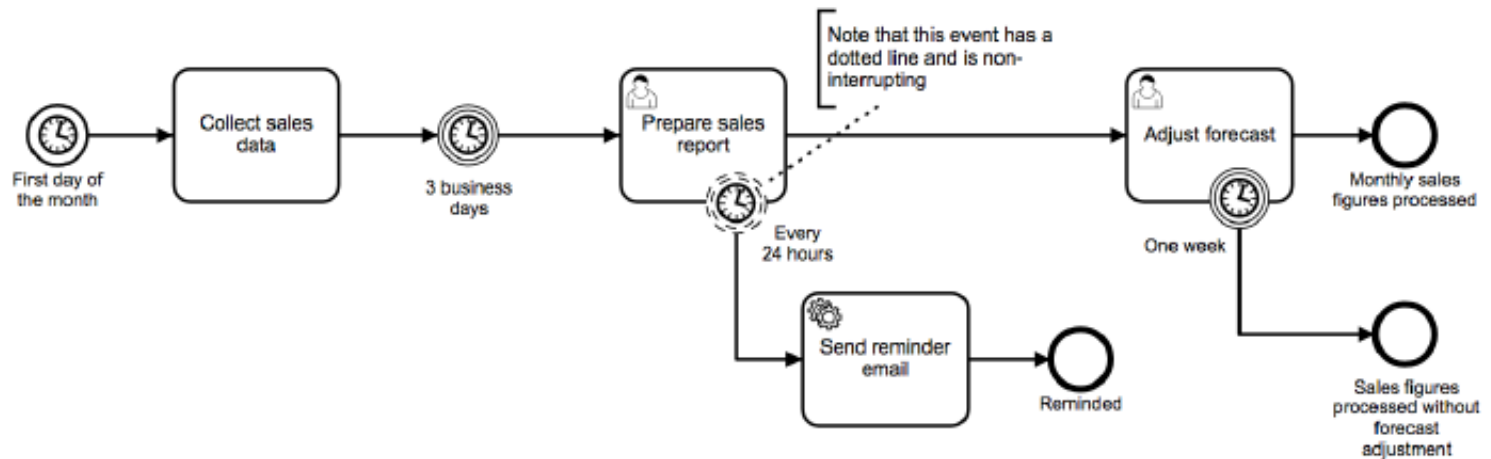 Note that this event has a
dotted line and is non-
interrupting
Collect sales
data
Prepare sales
report
Adjust forecast
First day of
the month
3 business
days
Every
24 hours
One week
Monthly sales
figures processed
Send reminder
email
Reminded
Sales figures
processed without
forecast
adjustment